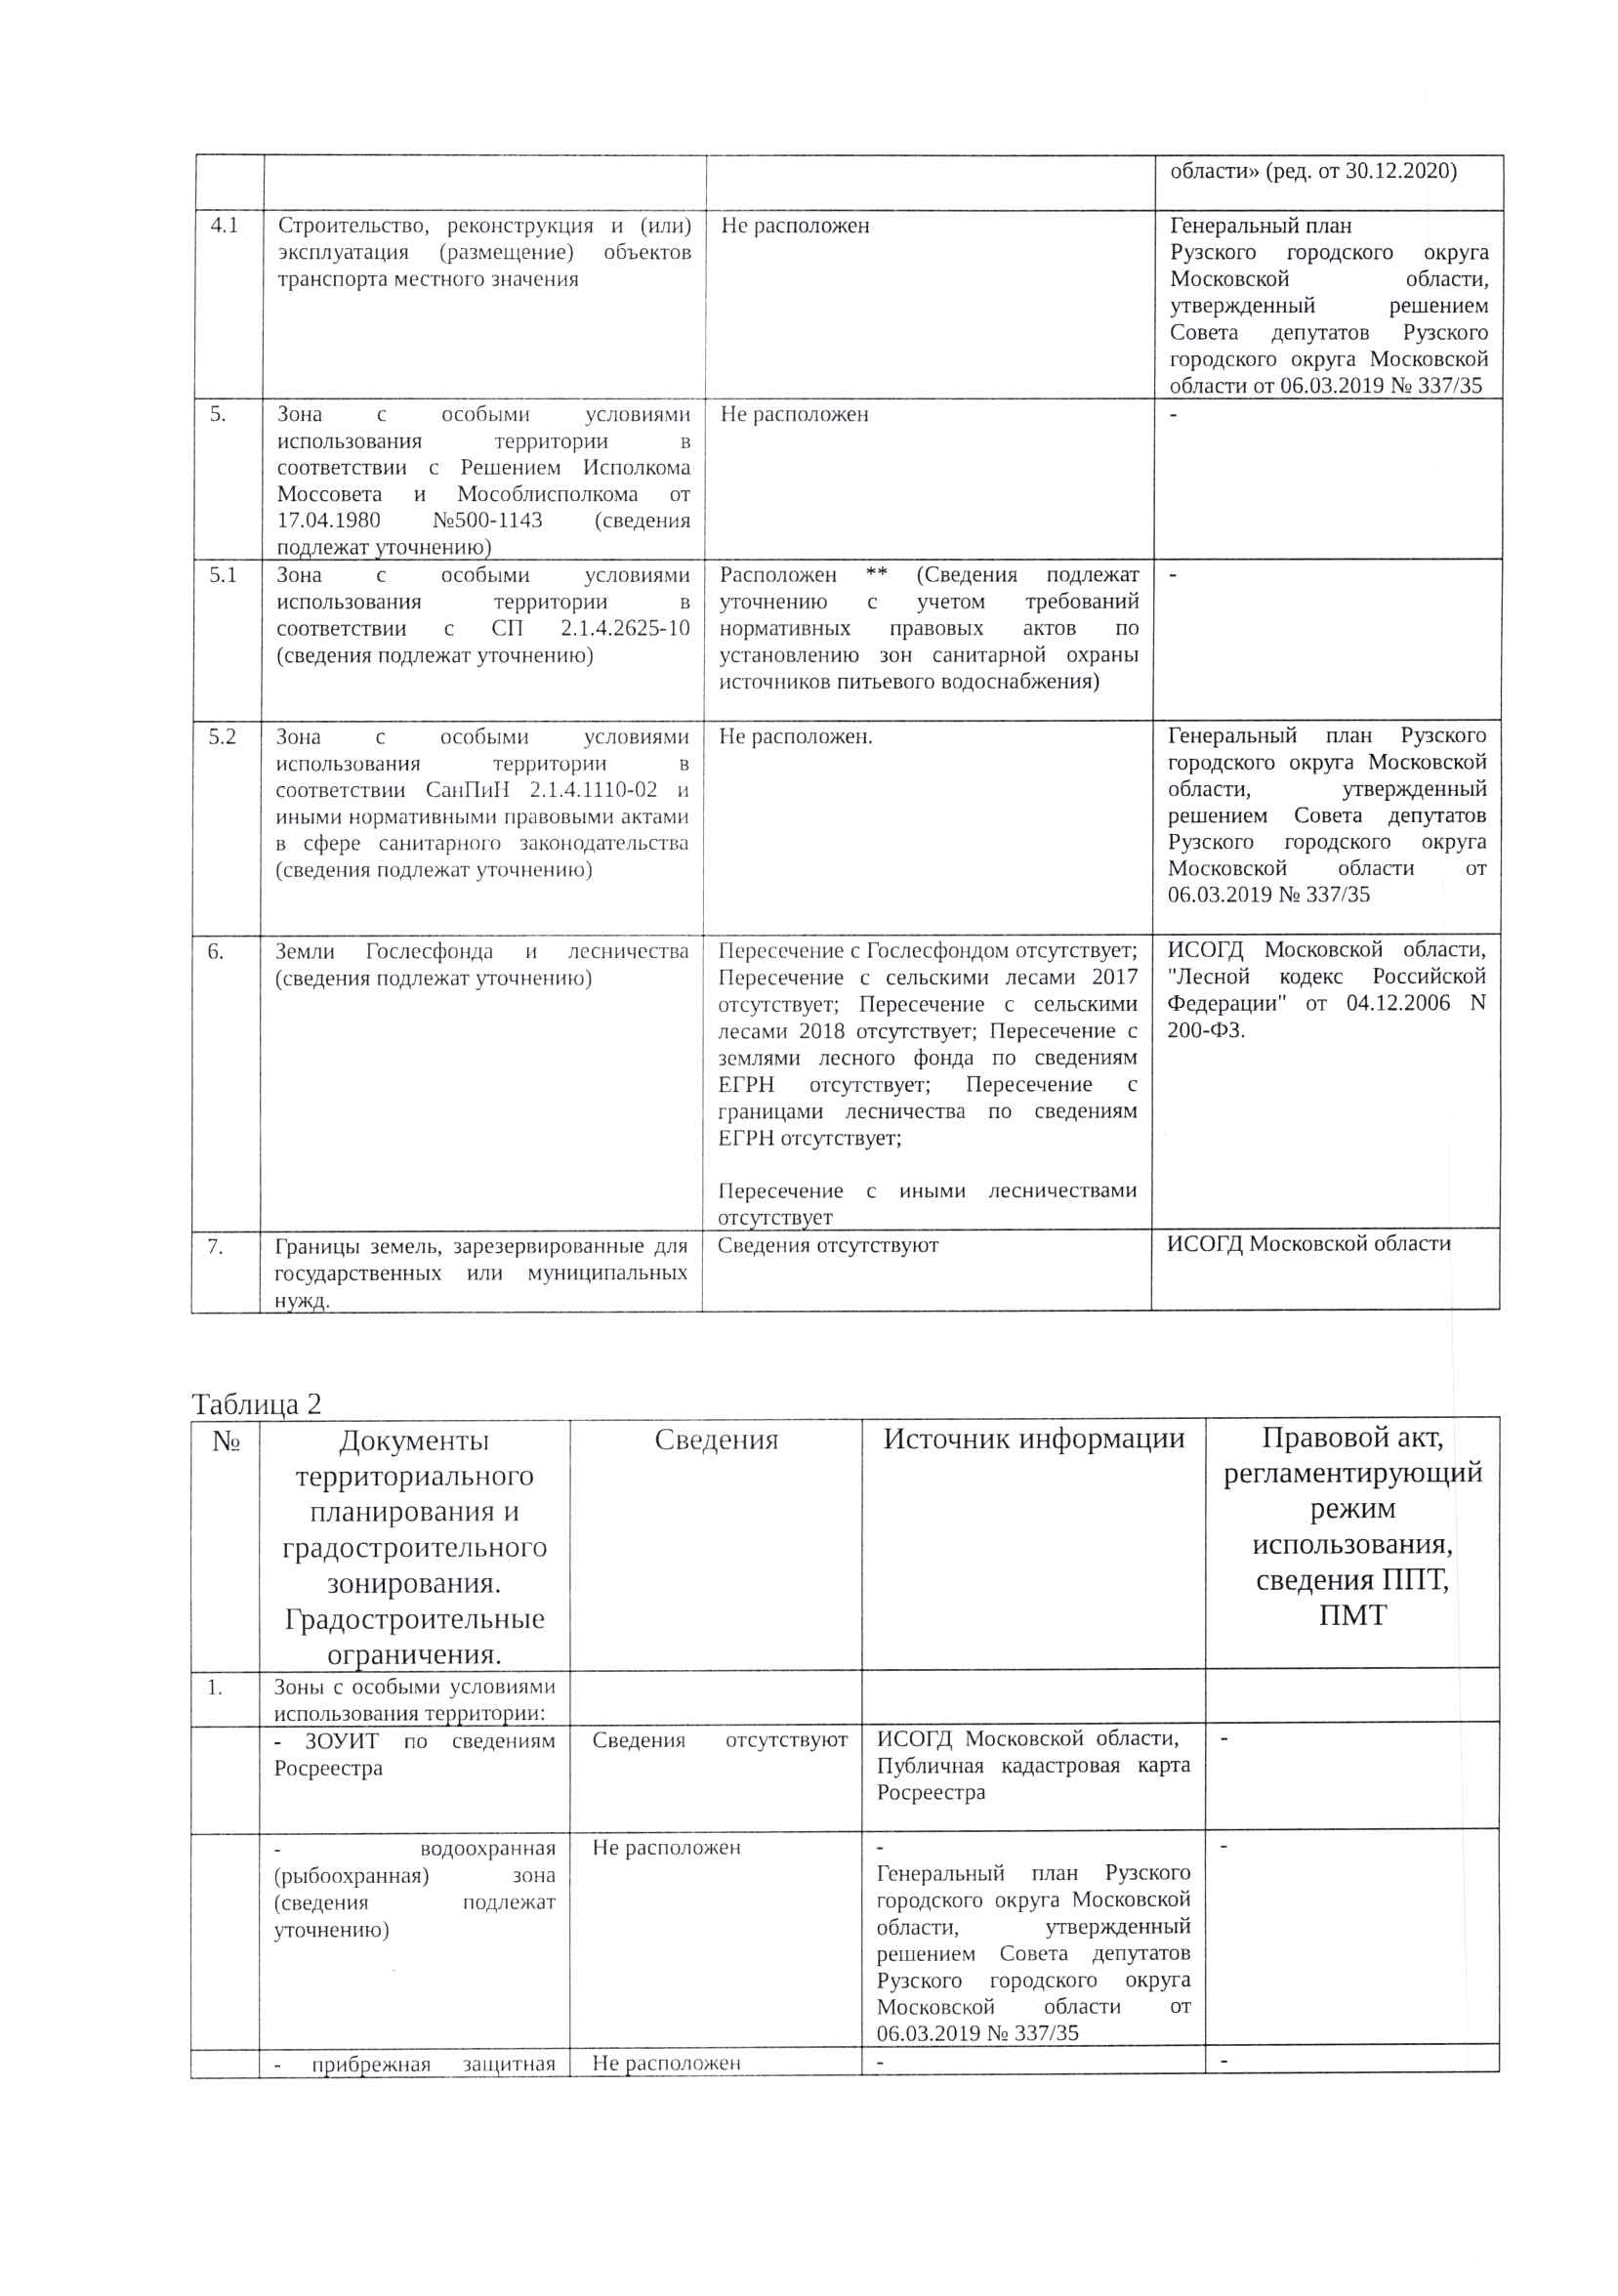 области» (ред. от 30.12.2020)
4.1
Строительство, реконструкция и (или)
эксплуатация (размещение) объектов
транспорта местного значения
Не расположен
Генеральный план
Рузского городского округа
Московской области,
утвержденный решением
Совета депутатов Рузского
городского округа Московской
области от 06.03.2019 № 337/35
5.
Зона с особыми условиями
использования территории в
соответствии с Решением Исполкома
Моссовета и Мособлисполкома от
17.04.1980 №500-1143 (сведения
подлежат уточнению)
Не расположен
-
5.1
Зона с особыми условиями
использования территории в
соответствии с СП 2.1.4.2625-10
(сведения подлежат уточнению)
Расположен ** (Сведения подлежат
уточнению с учетом требований
нормативных правовых актов по
установлению зон санитарной охраны
источников питьевого водоснабжения)
-
5.2
Зона с особыми условиями
использования территории в
соответствии СанПиН 2.1.4.1110-02 и
иными нормативными правовыми актами
в сфере санитарного законодательства
(сведения подлежат уточнению)
Не расположен.
Генеральный план Рузского
городского округа Московской
области, утвержденный
решением Совета депутатов
Рузского городского округа
Московской области от
06.03.2019 № 337/35
6.
Земли Гослесфонда и лесничества
(сведения подлежат уточнению)
Пересечение с Гослесфондом отсутствует;
Пересечение с сельскими лесами 2017
отсутствует; Пересечение с сельскими
лесами 2018 отсутствует; Пересечение с
землями лесного фонда по сведениям
ЕГРН отсутствует; Пересечение с
границами лесничества по сведениям
ЕГРН отсутствует;
Пересечение с иными лесничествами
отсутствует
ИСОГД Московской области,
"Лесной кодекс Российской
Федерации" от 04.12.2006 N
200-ФЗ.
7.
Границы земель, зарезервированные для
государственных или муниципальных
нужд.
Сведения отсутствуют
ИСОГД Московской области
Таблица 2
№
Документы
территориального
планирования и
градостроительного
зонирования.
Градостроительные
ограничения.
Сведения
Источник информации
Правовой акт,
регламентирующий
режим
использования,
сведения ППТ,
ПМТ
1.
Зоны с особыми условиями
использования территории:
- ЗОУИТ по сведениям
Росреестра
Сведения отсутствуют
ИСОГД Московской области,
Публичная кадастровая карта
Росреестра
-
- водоохранная
(рыбоохранная) зона
(сведения подлежат
уточнению)
Не расположен
-
Генеральный план Рузского
городского округа Московской
области, утвержденный
решением Совета депутатов
Рузского городского округа
Московской области от
06.03.2019 № 337/35
-
- прибрежная защитная
Не расположен
-
-